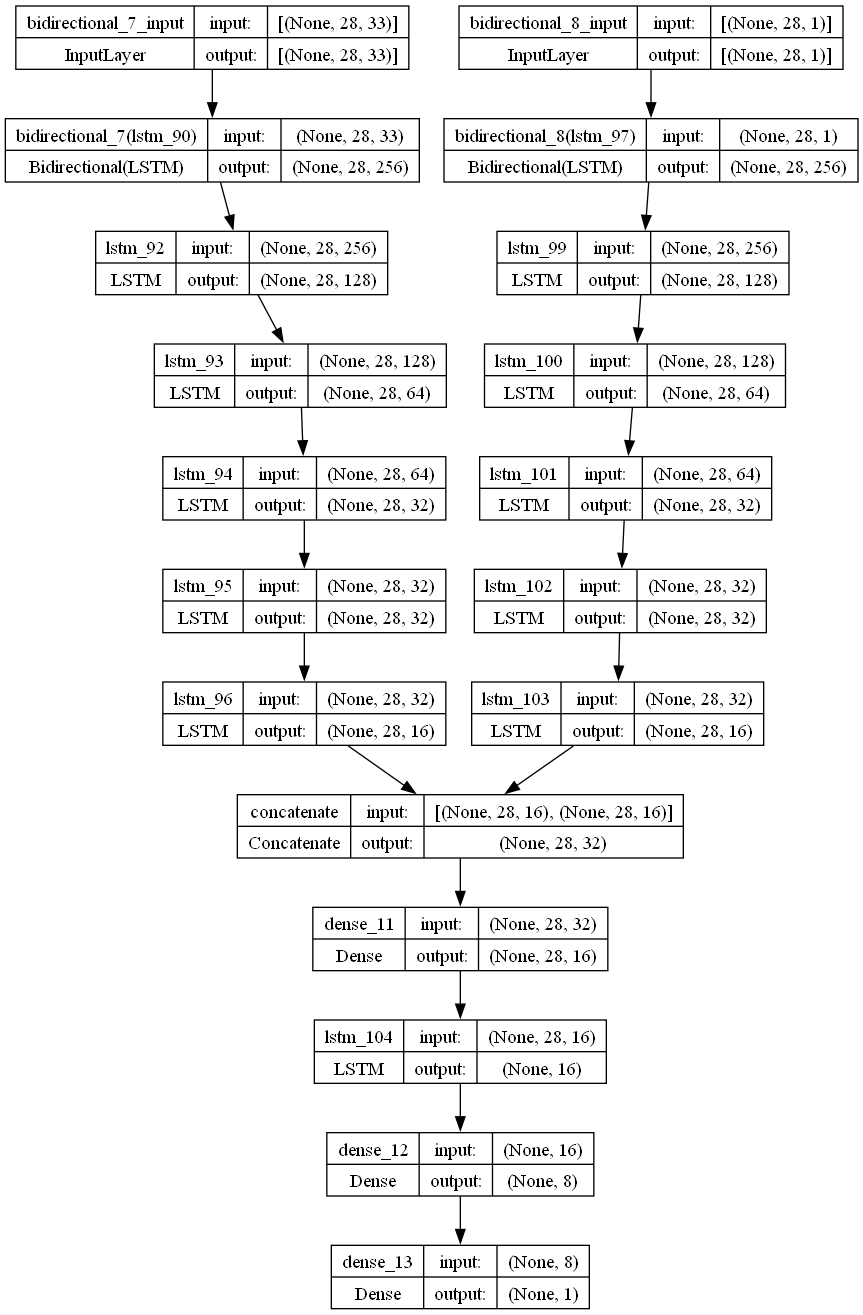 bidirectional_7_input input: [(None, 28, 33)]
InputLayer output: [(None, 28, 33)]
bidirectional_8_input input: [(None, 28, 1)]
InputLayer output: [(None, 28, 1)]
bidirectional_7(lstm_90) input: (None, 28, 33)
Bidirectional(LSTM) output: (None, 28, 256)
bidirectional_8(lstm_97) input: (None, 28, 1)
Bidirectional(LSTM) output: (None, 28, 256)
lstm_92 input: (None, 28, 256)
LSTM output: (None, 28, 128)
lstm_99 input: (None, 28, 256)
LSTM output: (None, 28, 128)
lstm_93 input: (None, 28, 128)
LSTM output: (None, 28, 64)
lstm_100 input: (None, 28, 128)
LSTM output: (None, 28, 64)
lstm_94 input: (None, 28, 64)
LSTM output: (None, 28, 32)
lstm_101 input: (None, 28, 64)
LSTM output: (None, 28, 32)
lstm_95 input: (None, 28, 32)
LSTM output: (None, 28, 32)
lstm_102 input: (None, 28, 32)
LSTM output: (None, 28, 32)
lstm_96 input: (None, 28, 32)
LSTM output: (None, 28, 16)
lstm_103 input: (None, 28, 32)
LSTM output: (None, 28, 16)
concatenate input: [(None, 28, 16), (None, 28, 16)]
Concatenate output: (None, 28, 32)
dense_11 input: (None, 28, 32)
Dense output: (None, 28, 16)
lstm_104 input: (None, 28, 16)
LSTM output: (None, 16)
dense_12 input: (None, 16)
Dense output: (None, 8)
dense_13 input: (None, 8)
Dense output: (None, 1)